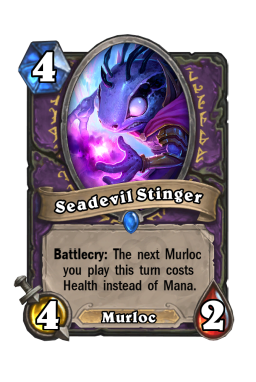 4
Seadevil Stinger
Battlecry: The next Murloc
you play this turn costs
Health instead of Mana.
4
Murloc
2